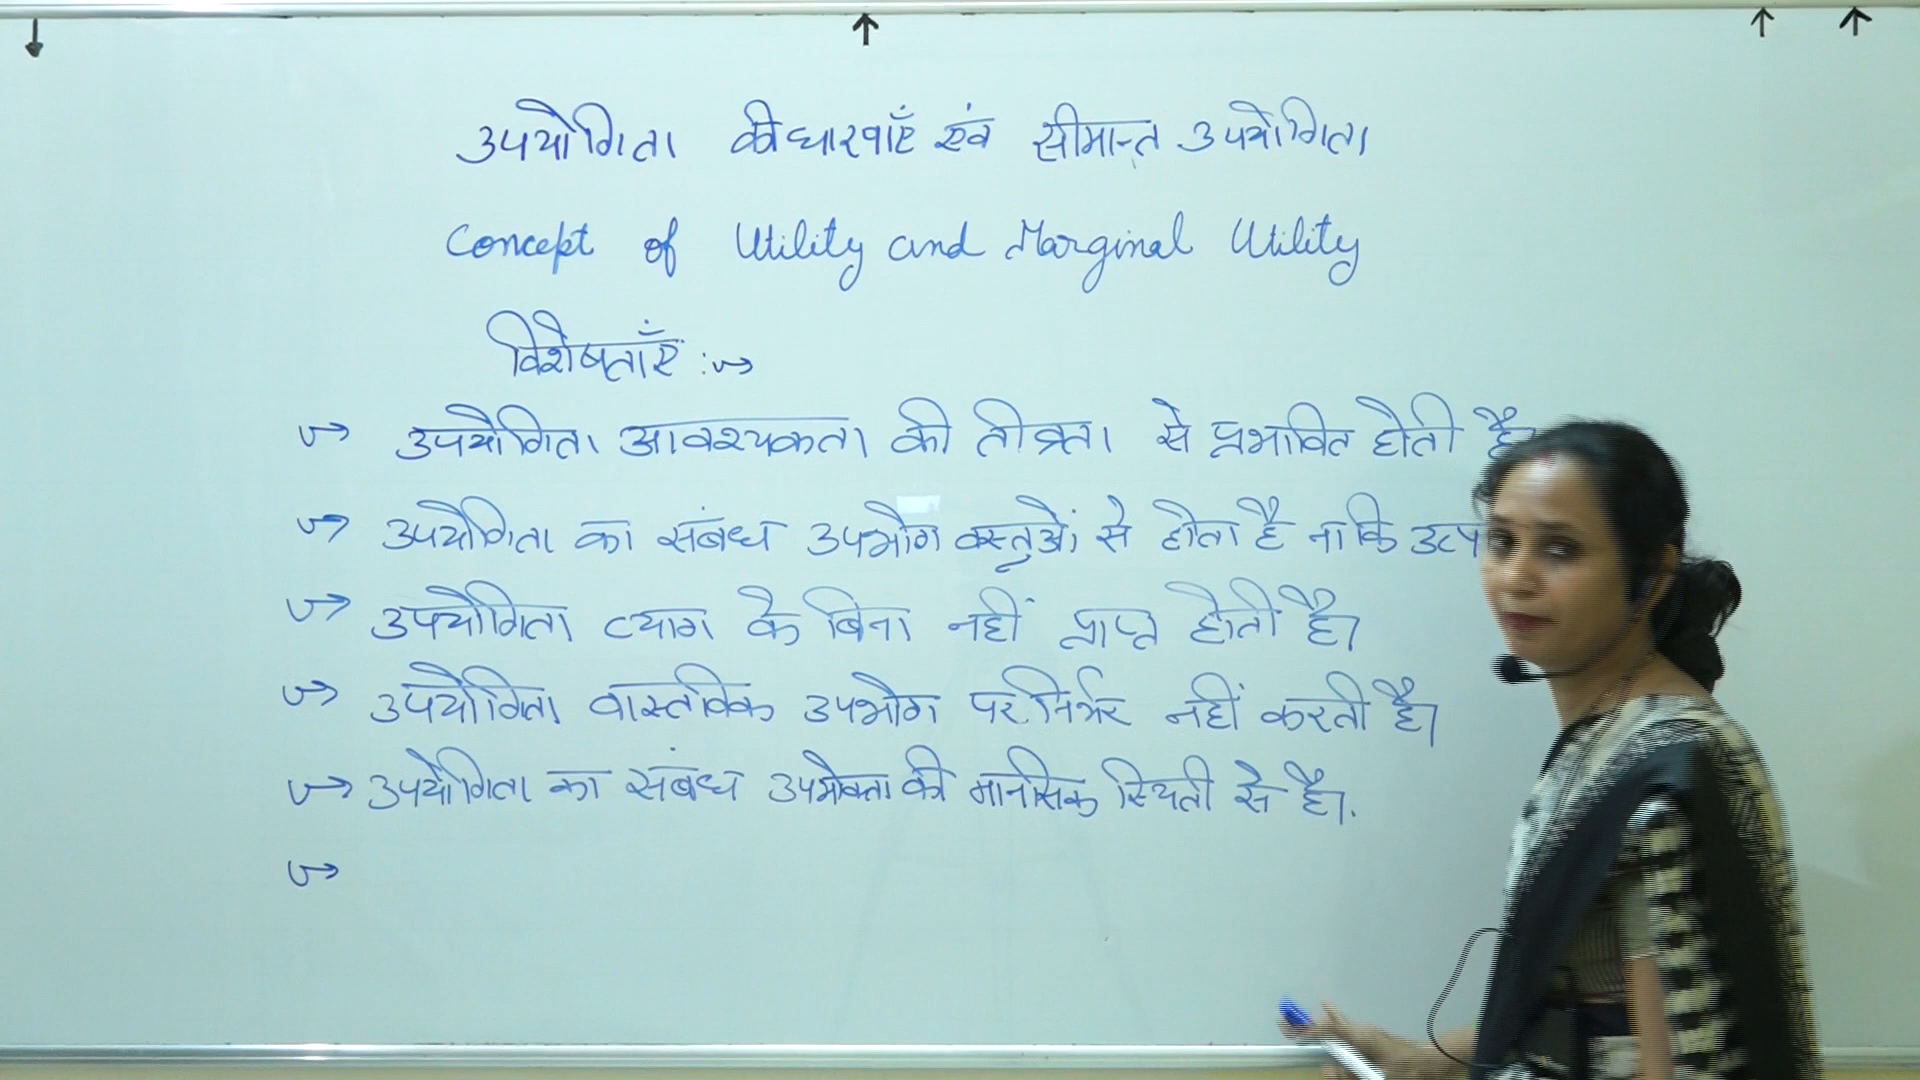 उपयोगिता की धारणाएँ एवं सीमान्त उपयोगिता
Concept of Utility and Marginal Utility
विशेषताएँ :→
→ उपयोगिता आवश्यकता की तीव्रता से प्रभावित होती है
→ उपयोगिता का संबंध उपभोग वस्तुओं से होता है ना कि
→ उपयोगिता त्याग के बिना नहीं प्राप्त होती है।
→ उपयोगिता वास्तविक उपभोग पर निर्भर नहीं करती है।
→ उपयोगिता का संबंध उपभोक्ता की मानसिक स्थिती से है।.
→